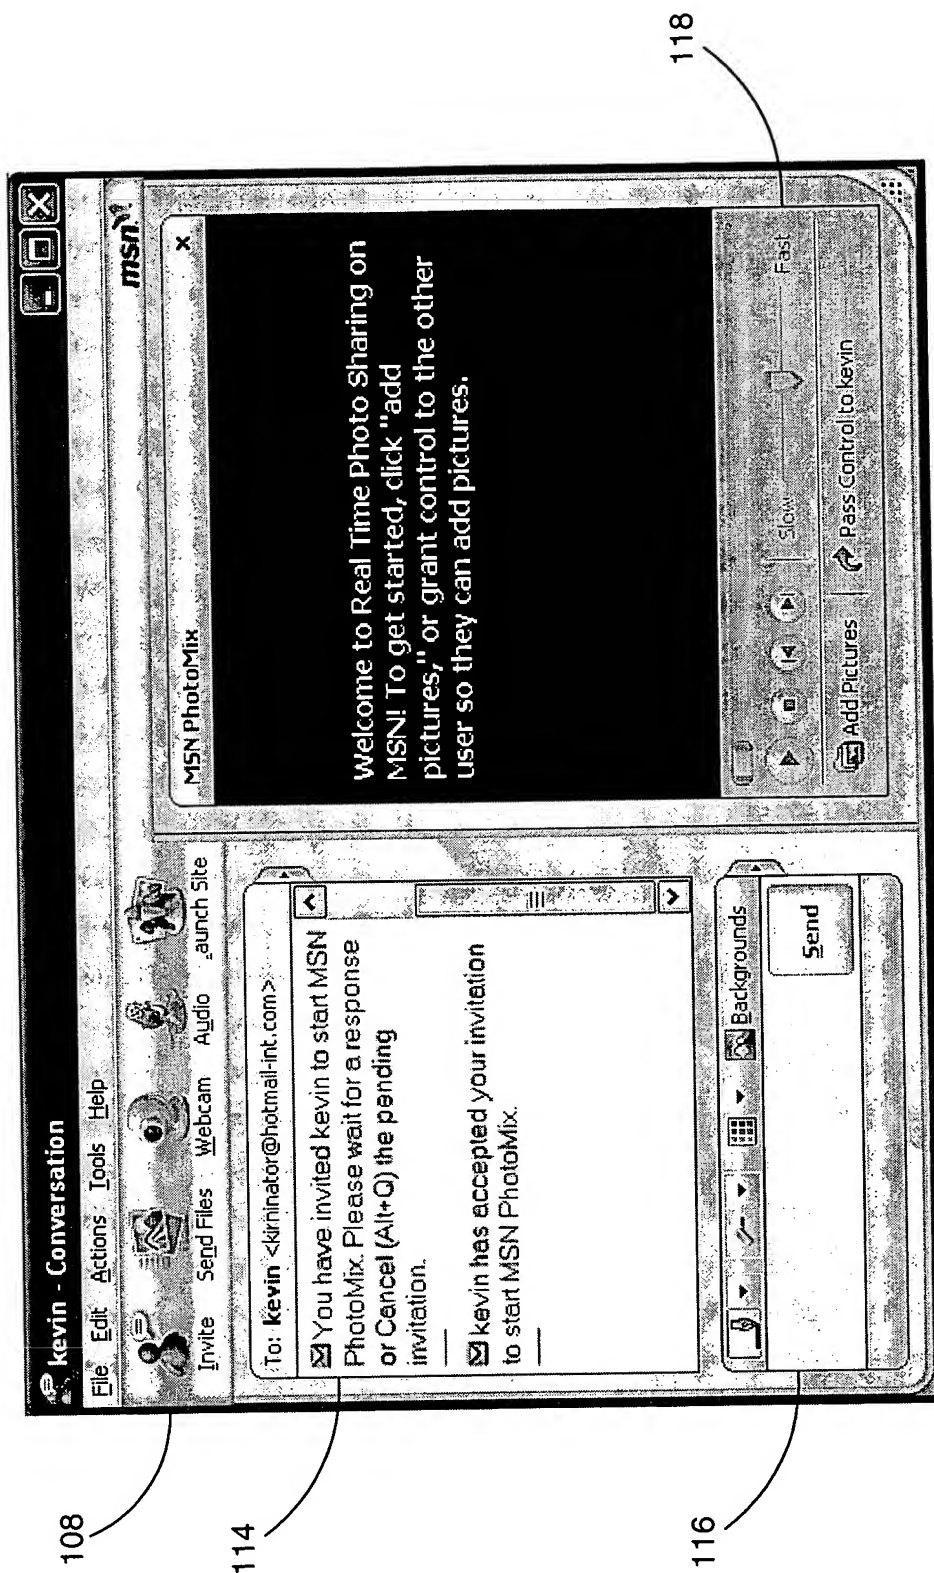 kevin - Conversation
File Edit Actions Tools Help
msn
Invite Send Files Webcam Audio Launch Site
To: kevin <kirninator@hotmail-int.com>
You have invited kevin to start MSN
PhotoMix. Please wait for a response
or Cancel (Alt+Q) the pending
invitation.
kevin has accepted your invitation
to start MSN PhotoMix.
Backgrounds
Send
MSN PhotoMix
Welcome to Real Time Photo Sharing on
MSN! To get started, click "add
pictures," or grant control to the other
user so they can add pictures.
Slow Fast
Add Pictures Pass Control to kevin
108
114
116
118